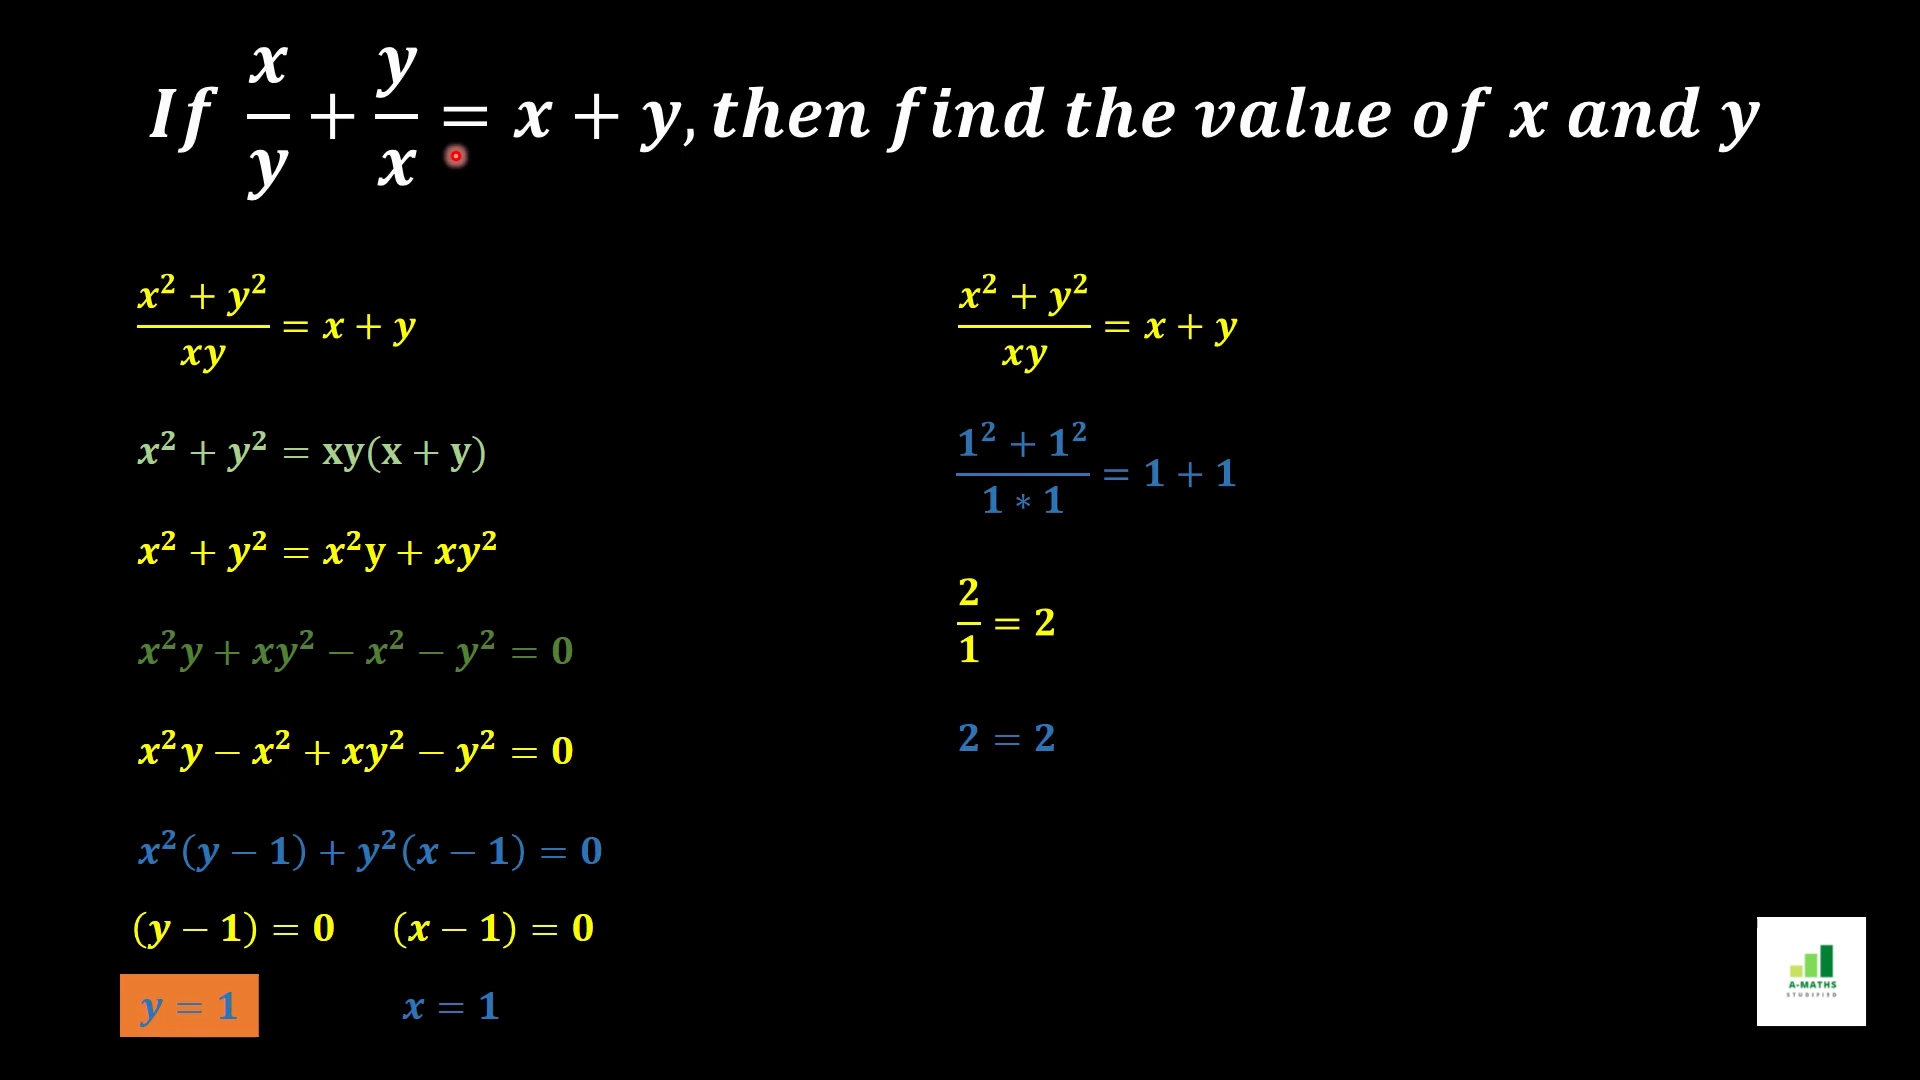 If x/y + y/x = x + y, then find the value of x and y
(x² + y²)/xy = x + y
x² + y² = xy(x + y)
x² + y² = x²y + xy²
x²y + xy² − x² − y² = 0
x²y − x² + xy² − y² = 0
x²(y − 1) + y²(x − 1) = 0
(y − 1) = 0 (x − 1) = 0
y = 1 x = 1
(x² + y²)/xy = x + y
(1² + 1²)/(1 * 1) = 1 + 1
2/1 = 2
2 = 2
A-MATHS
STUDIFIED